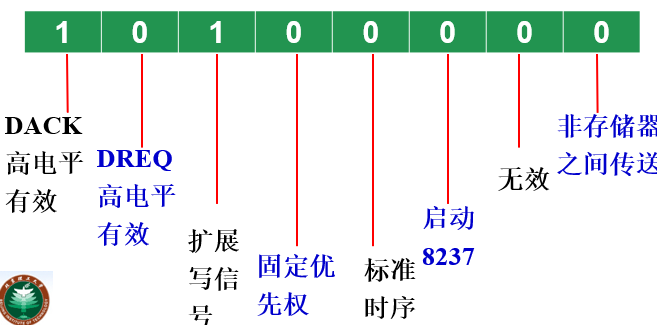 1 0 1 0 0 0 0 0
DACK
高电平
有效
DREQ
高电平
有效
扩展
写信
号
固定优
先权
标准
时序
启动
8237
无效
非存储器
之间传送